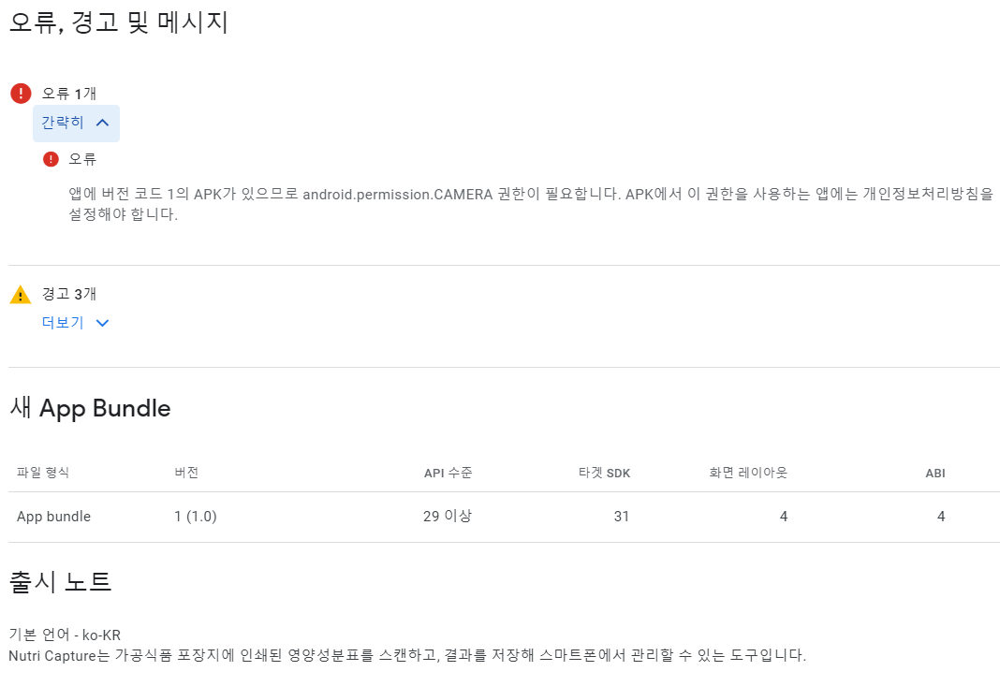 오류, 경고 및 메시지
오류 1개
간략히
오류
앱에 버전 코드 1의 APK가 있으므로 android.permission.CAMERA 권한이 필요합니다. APK에서 이 권한을 사용하는 앱에는 개인정보처리방침을
설정해야 합니다.
경고 3개
더보기
새 App Bundle
파일 형식 버전 API 수준 타겟 SDK 화면 레이아웃 ABI
App bundle 1 (1.0) 29 이상 31 4 4
출시 노트
기본 언어 - ko-KR
Nutri Capture는 가공식품 포장지에 인쇄된 영양성분표를 스캔하고, 결과를 저장해 스마트폰에서 관리할 수 있는 도구입니다.